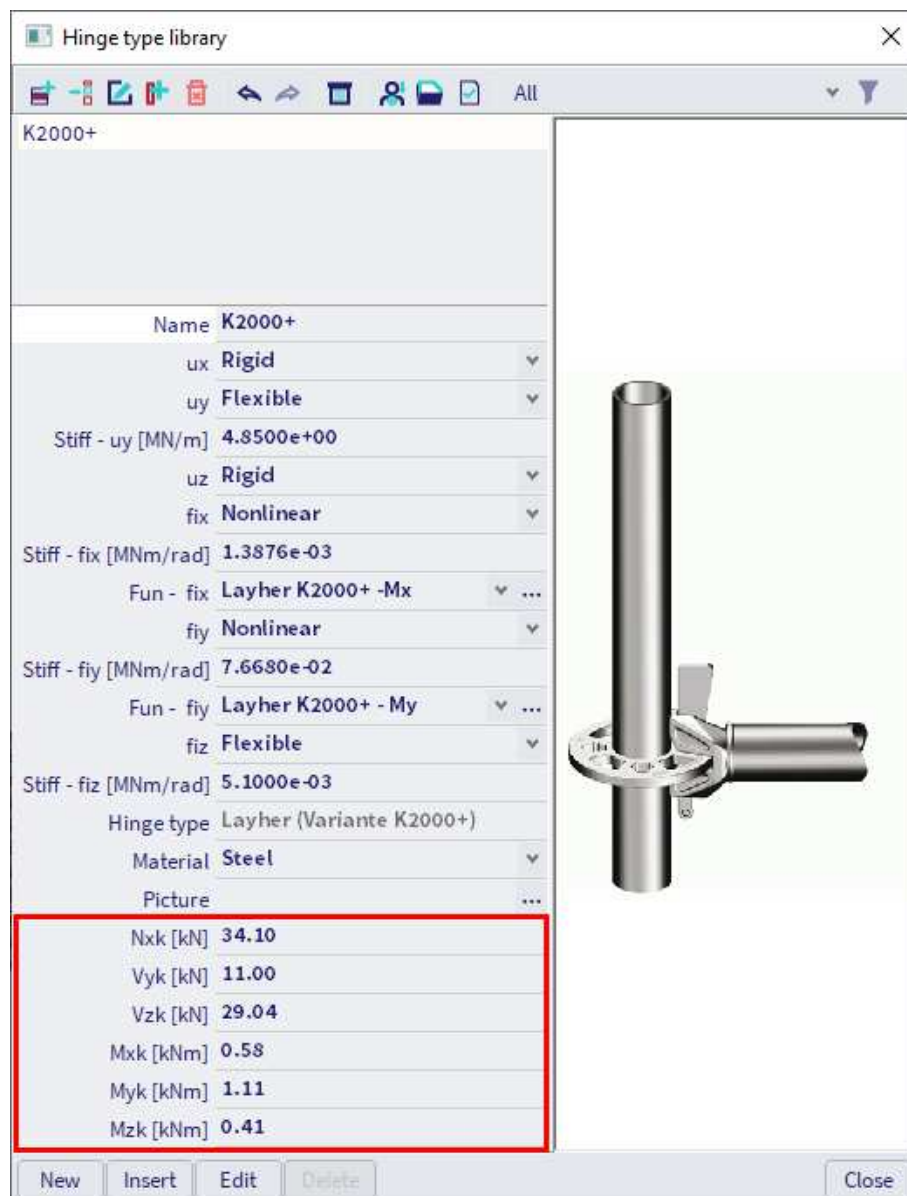 Hinge type library
All
K2000+
Name K2000+
ux Rigid
uy Flexible
Stiff - uy [MN/m] 4.8500e+00
uz Rigid
fix Nonlinear
Stiff - fix [MNm/rad] 1.3876e-03
Fun - fix Layher K2000+ -Mx ...
fiy Nonlinear
Stiff - fiy [MNm/rad] 7.6680e-02
Fun - fiy Layher K2000+ - My ...
fiz Flexible
Stiff - fiz [MNm/rad] 5.1000e-03
Hinge type Layher (Variante K2000+)
Material Steel
Picture ...
Nxk [kN] 34.10
Vyk [kN] 11.00
Vzk [kN] 29.04
Mxk [kNm] 0.58
Myk [kNm] 1.11
Mzk [kNm] 0.41
New Insert Edit Delete Close